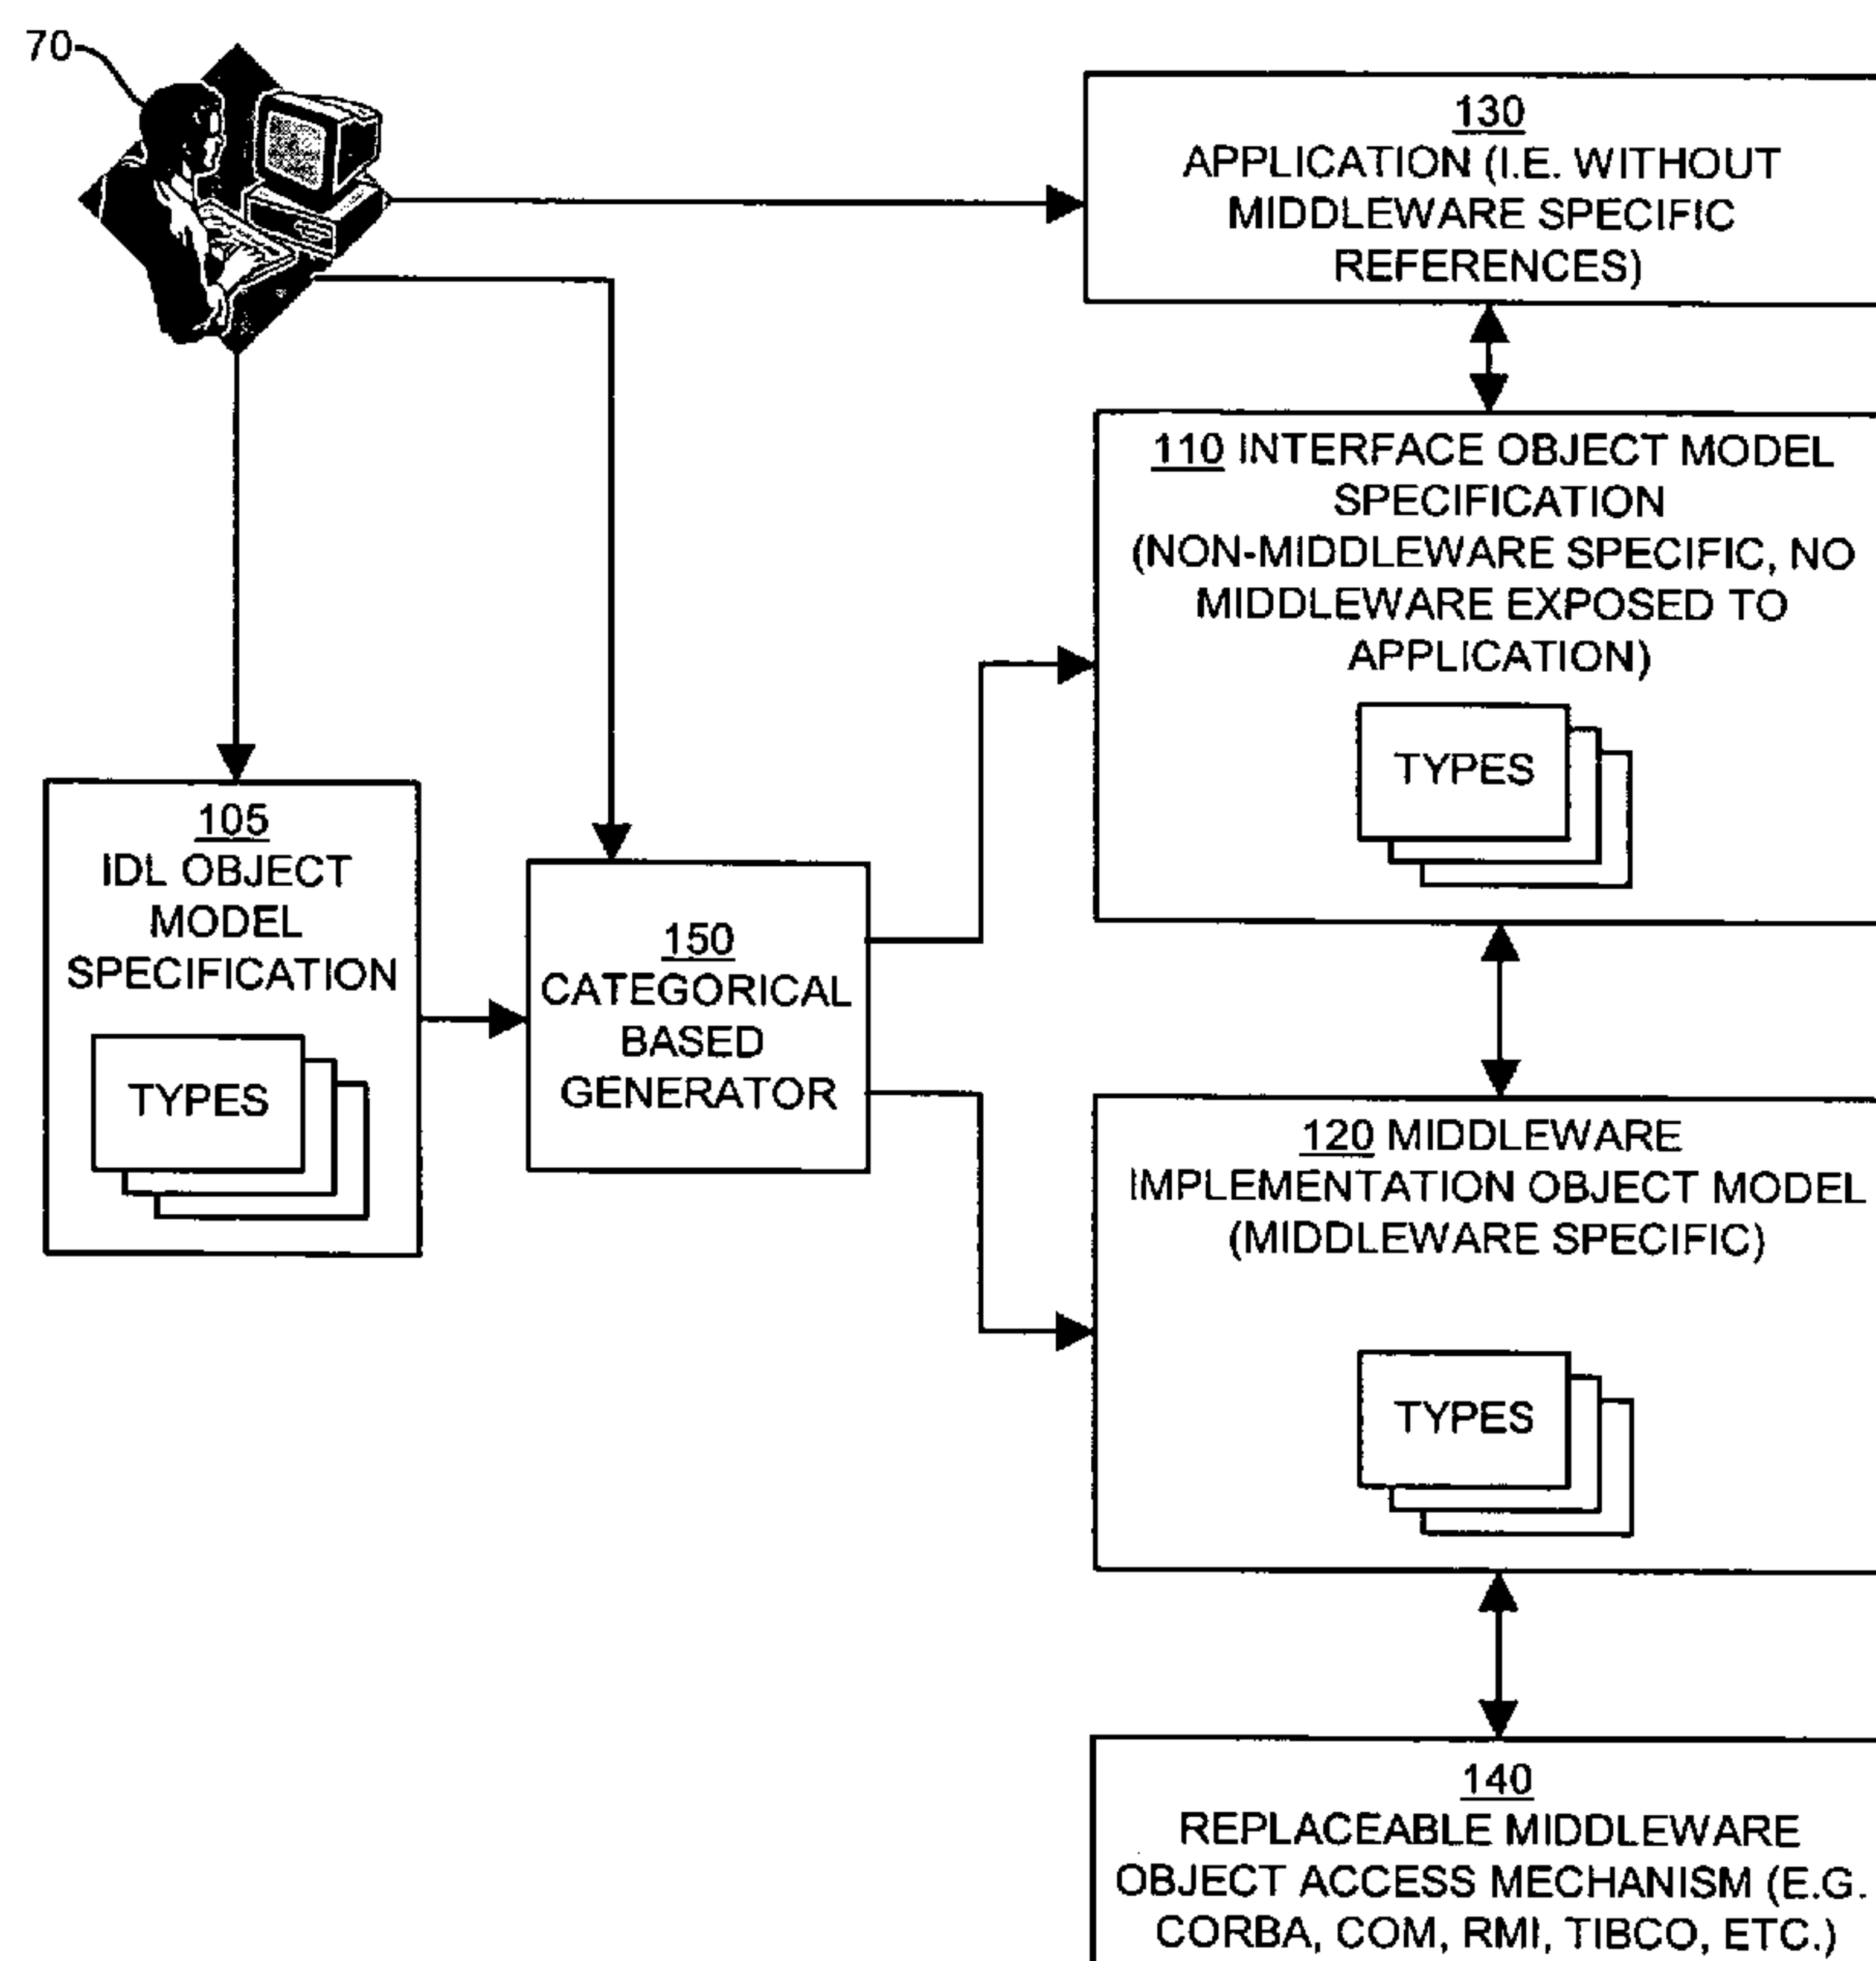 70
130
APPLICATION (I.E. WITHOUT
MIDDLEWARE SPECIFIC
REFERENCES)
110 INTERFACE OBJECT MODEL
SPECIFICATION
(NON-MIDDLEWARE SPECIFIC, NO
MIDDLEWARE EXPOSED TO
APPLICATION)
TYPES
105
IDL OBJECT
MODEL
SPECIFICATION
TYPES
150
CATEGORICAL
BASED
GENERATOR
120 MIDDLEWARE
IMPLEMENTATION OBJECT MODEL
(MIDDLEWARE SPECIFIC)
TYPES
140
REPLACEABLE MIDDLEWARE
OBJECT ACCESS MECHANISM (E.G.
CORBA, COM, RMI, TIBCO, ETC.)